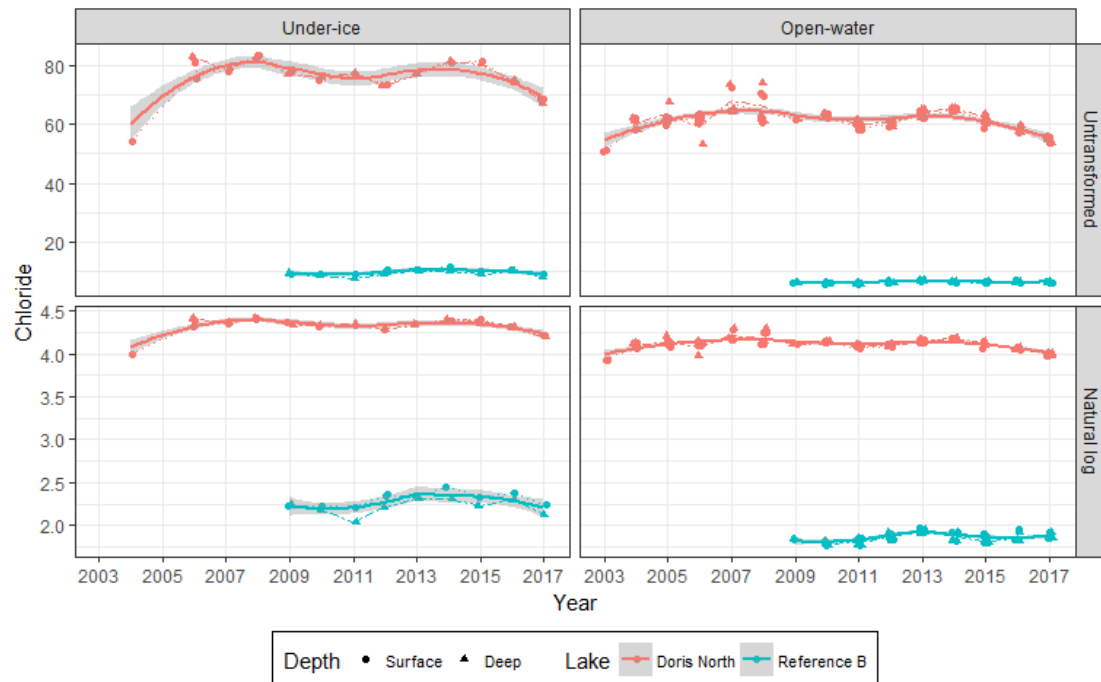 Under-ice Open-water
80
60
40
20
Untransformed
Chloride
4.5
4.0
3.5
3.0
2.5
2.0
Natural log
2003 2005 2007 2009 2011 2013 2015 2017 2003 2005 2007 2009 2011 2013 2015 2017
Year
Depth Surface Deep Lake Doris North Reference B